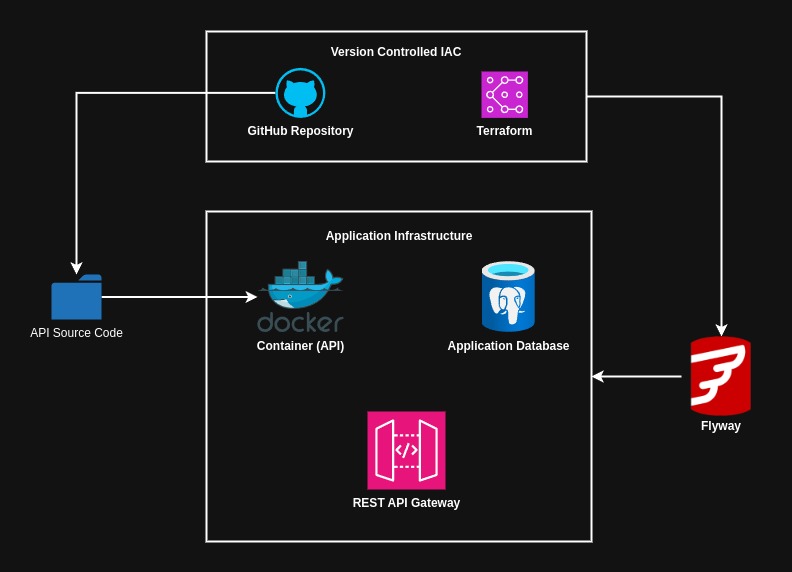 Version Controlled IAC
GitHub Repository
Terraform
Application Infrastructure
API Source Code
docker
Container (API)
Application Database
Flyway
</>
REST API Gateway